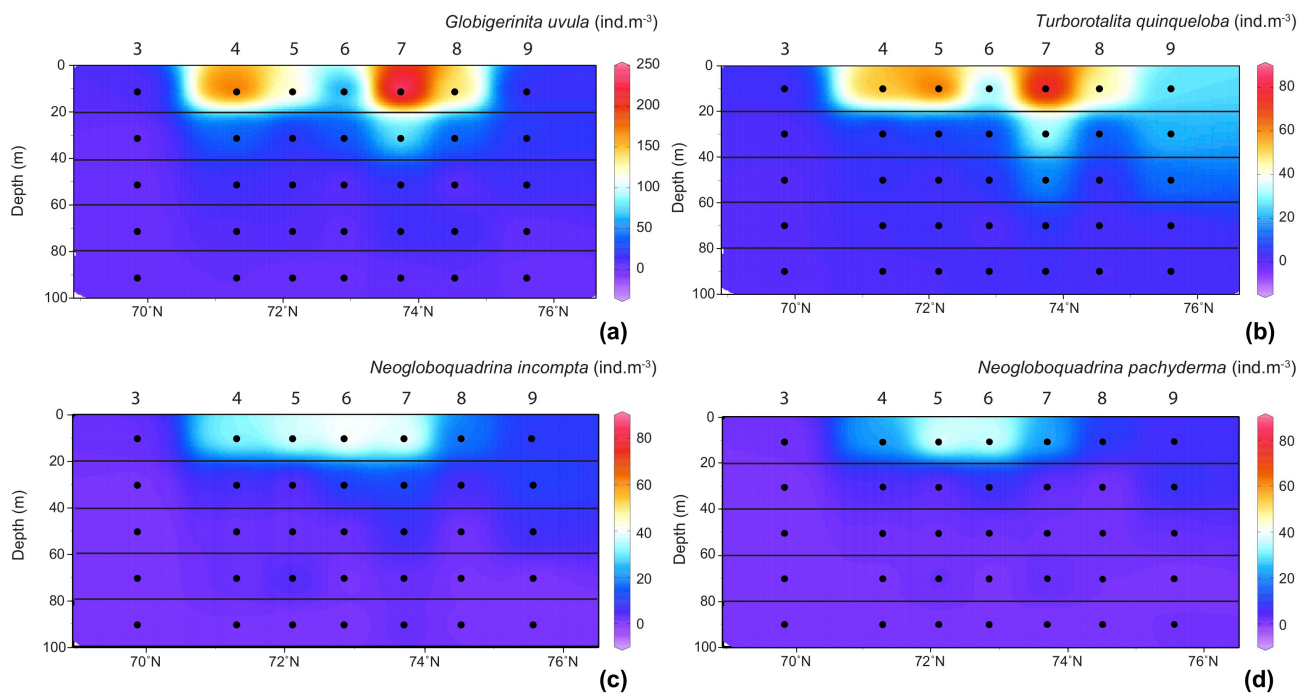 Globigerinita uvula (ind.m⁻³)
3 4 5 6 7 8 9
0
20
40
60
80
100
Depth (m)
70°N 72°N 74°N 76°N
250
200
150
100
50
0
(a)
Turborotalita quinqueloba (ind.m⁻³)
3 4 5 6 7 8 9
0
20
40
60
80
100
Depth (m)
70°N 72°N 74°N 76°N
80
60
40
20
0
(b)
Neogloboquadrina incompta (ind.m⁻³)
3 4 5 6 7 8 9
0
20
40
60
80
100
Depth (m)
70°N 72°N 74°N 76°N
80
60
40
20
0
(c)
Neogloboquadrina pachyderma (ind.m⁻³)
3 4 5 6 7 8 9
0
20
40
60
80
100
Depth (m)
70°N 72°N 74°N 76°N
80
60
40
20
0
(d)